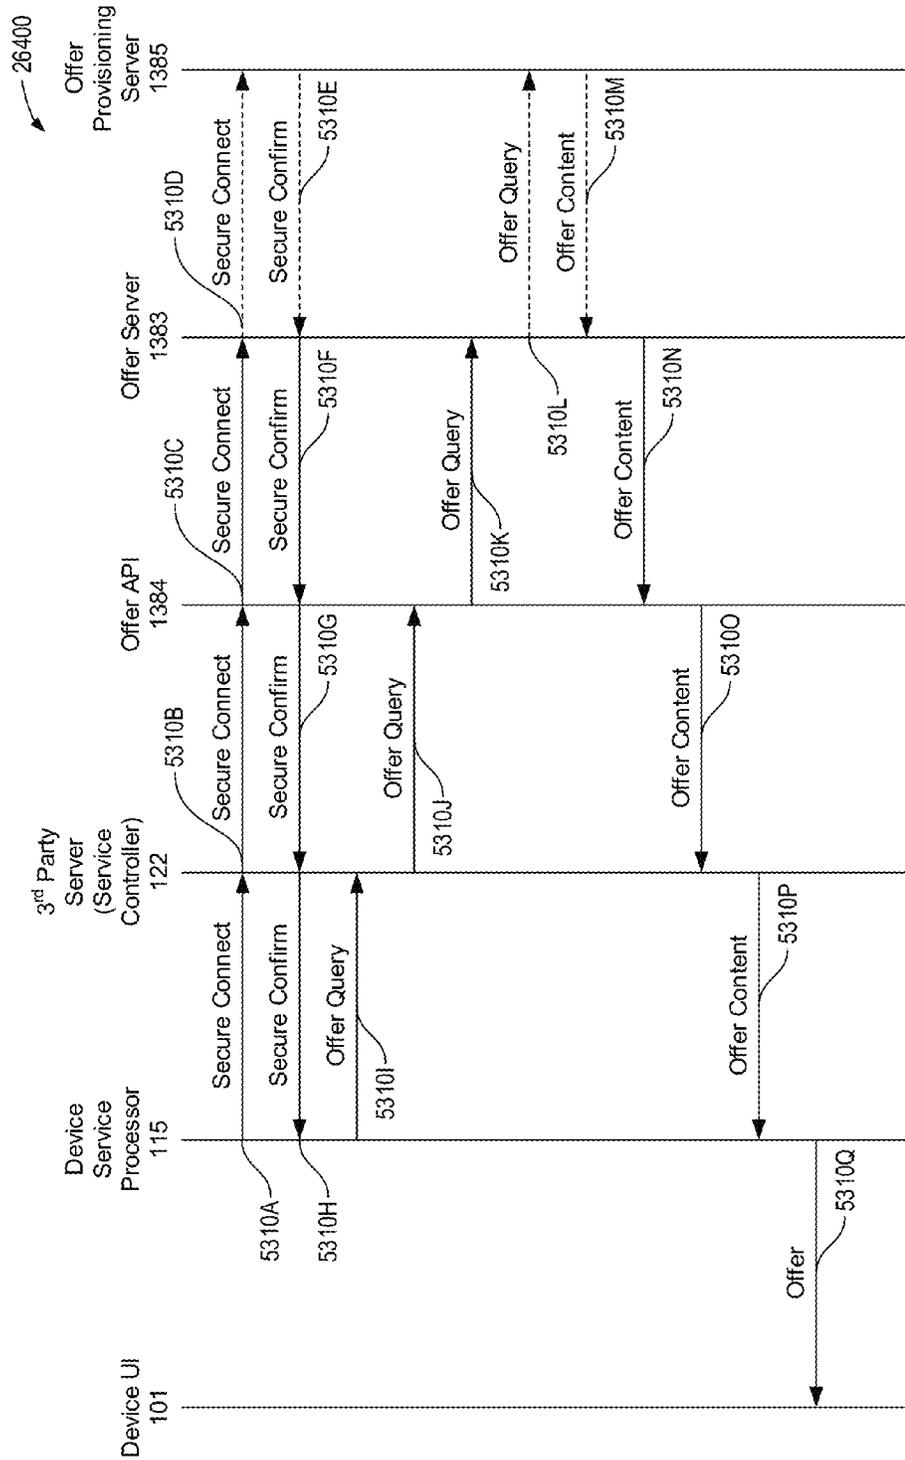 26400
Device UI
101
Device
Service
Processor
115
3rd Party
Server
(Service
Controller)
122
Offer API
1384
Offer Server
1383
Offer
Provisioning
Server
1385
5310A
Secure Connect
5310B
Secure Connect
5310C
Secure Connect
5310D
Secure Connect
5310H
Secure Confirm
Secure Confirm
5310G
Secure Confirm
5310F
Secure Confirm
5310E
Offer Query
5310I
Offer Query
5310J
Offer Query
5310K
Offer Query
5310L
Offer Content
5310M
Offer Content
5310N
Offer Content
5310O
Offer Content
5310P
Offer
5310Q